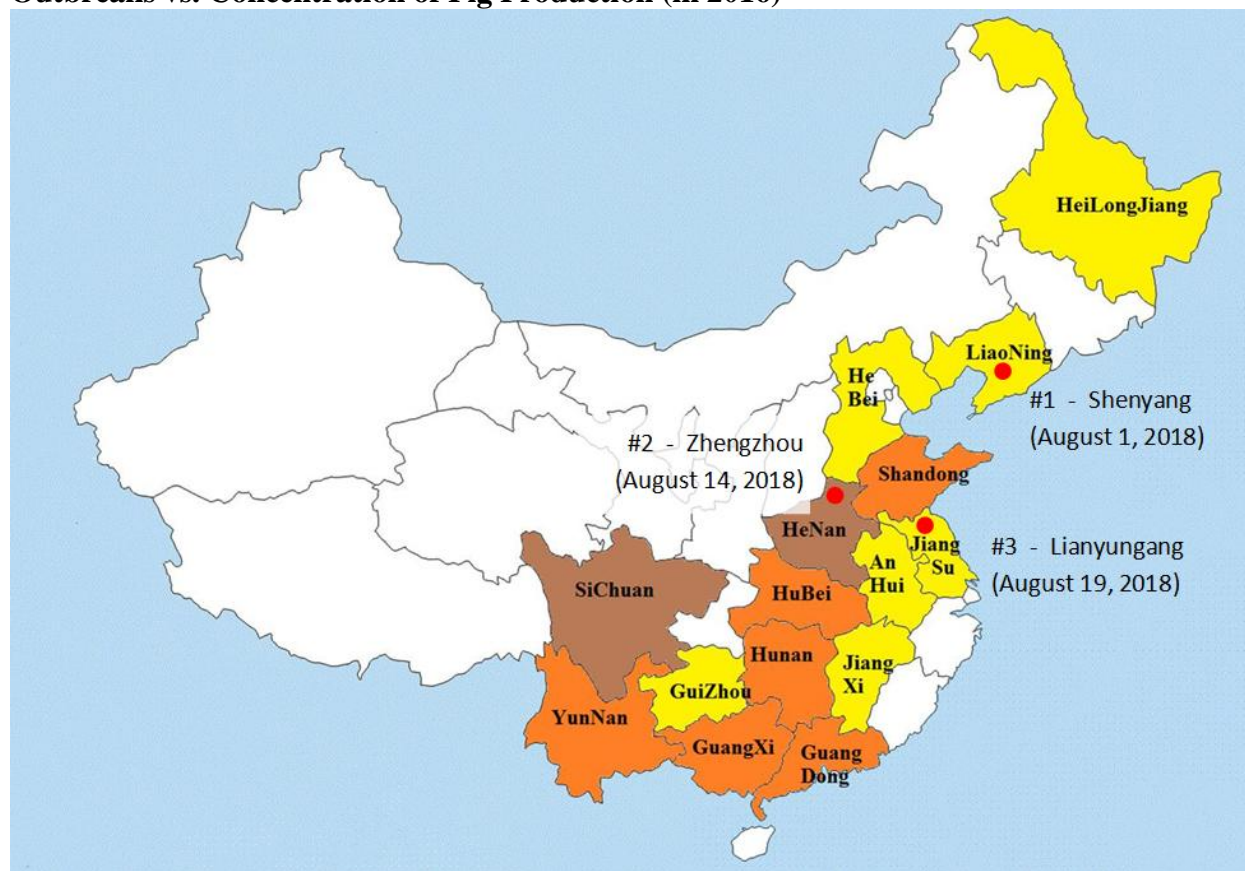 Outbreaks vs. Concentration of Pig Production (in 2016)
HeiLongJiang
LiaoNing
He
Bei
#1 - Shenyang
(August 1, 2018)
#2 - Zhengzhou
(August 14, 2018)
Shandong
HeNan
Jiang
Su
#3 - Lianyungang
(August 19, 2018)
An
Hui
SiChuan
HuBei
Hunan
Jiang
Xi
GuiZhou
YunNan
GuangXi
Guang
Dong